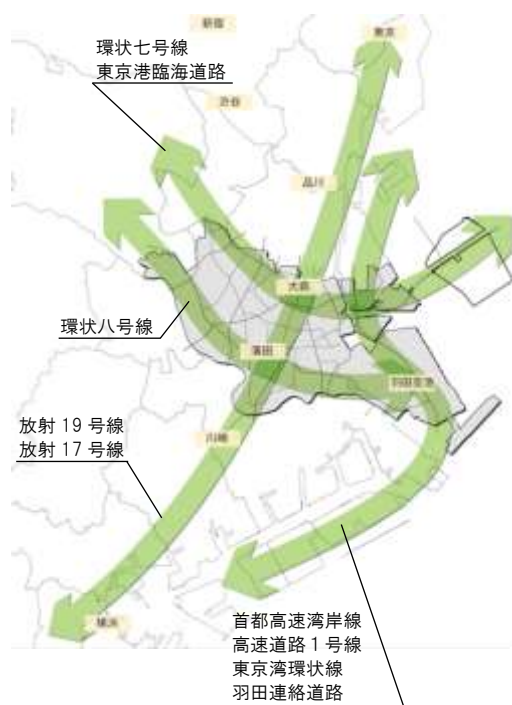 新宿
東京
環状七号線
東京港臨海道路
渋谷
品川
大森
環状八号線
蒲田
羽田空港
放射 19 号線
放射 17 号線
川崎
横浜
首都高速湾岸線
高速道路 1 号線
東京湾環状線
羽田連絡道路